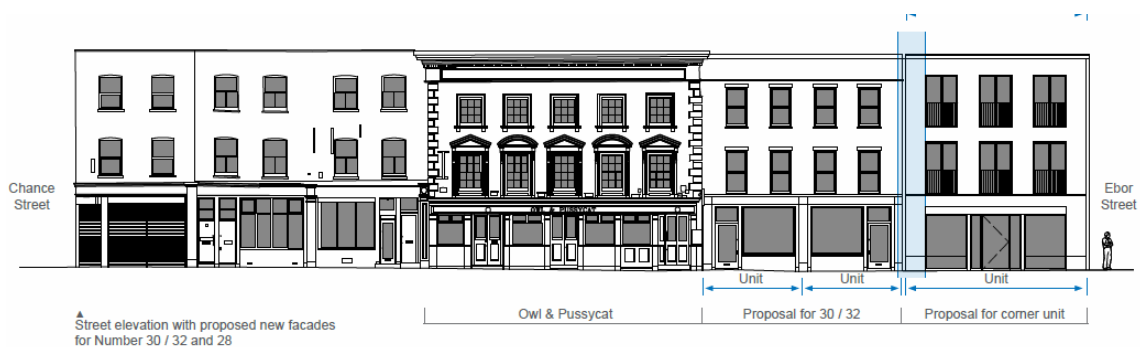 OWL & PUSSYCAT
Chance
Street
Ebor
Street
Unit
Unit
Unit
Owl & Pussycat
Proposal for 30 / 32
Proposal for corner unit
Street elevation with proposed new facades
for Number 30 / 32 and 28